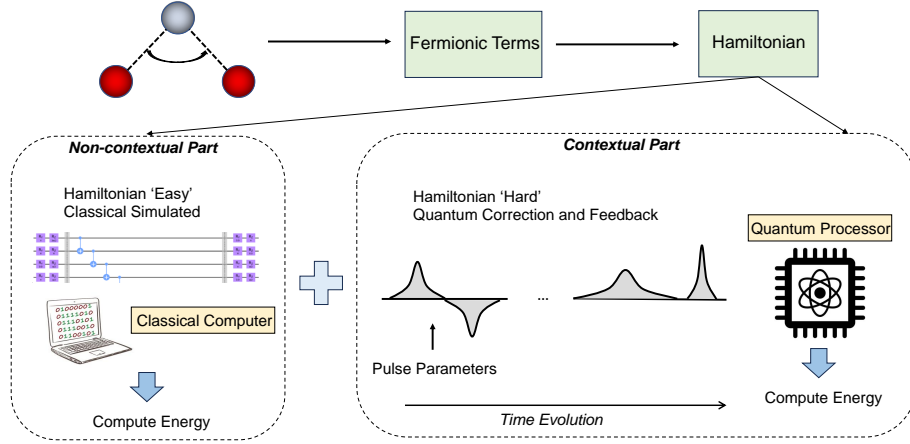 Fermionic Terms
Hamiltonian
Non-contextual Part
Hamiltonian ‘Easy’
Classical Simulated
01000001
Classical Computer
Compute Energy
Contextual Part
Hamiltonian ‘Hard’
Quantum Correction and Feedback
Quantum Processor
...
Pulse Parameters
Time Evolution
Compute Energy